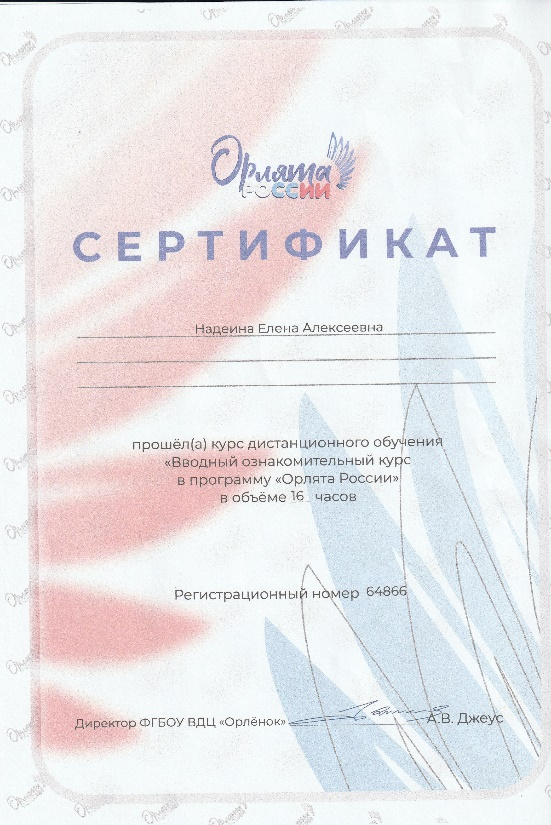 Орлята
РОССИИ
СЕРТИФИКАТ
Надеина Елена Алексеевна
прошёл(а) курс дистанционного обучения
«Вводный ознакомительный курс
в программу «Орлята России»
в объёме 16 часов
Регистрационный номер 64866
Директор ФГБОУ ВДЦ «Орлёнок» А.В. Джеус